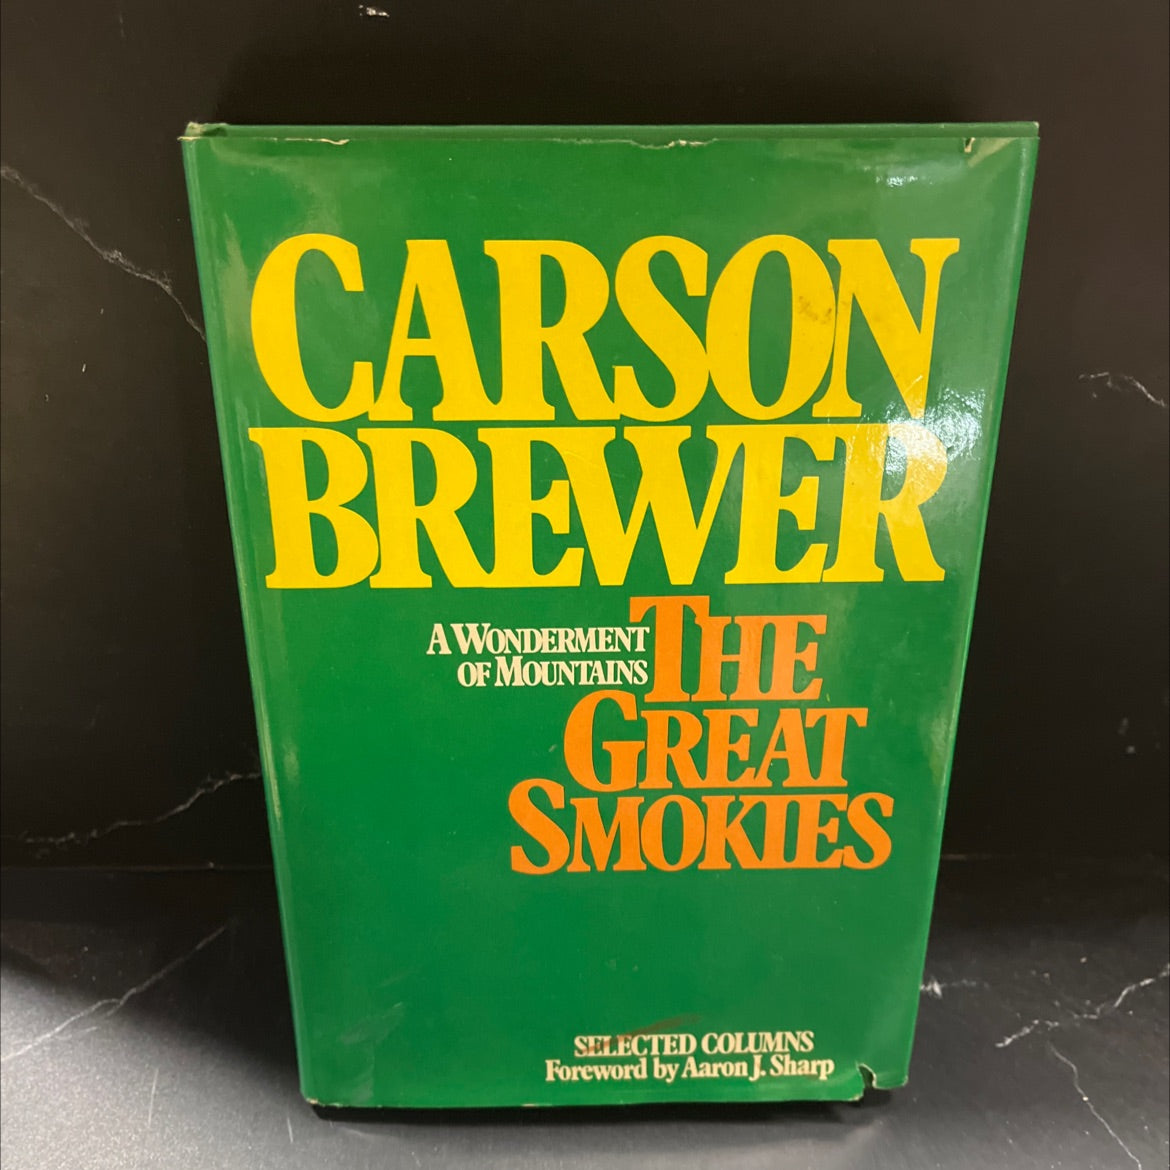 CARSON
BREWER
A WONDERMENT
OF MOUNTAINS
THE
GREAT
SMOKIES
SELECTED COLUMNS
Foreword by Aaron J. Sharp